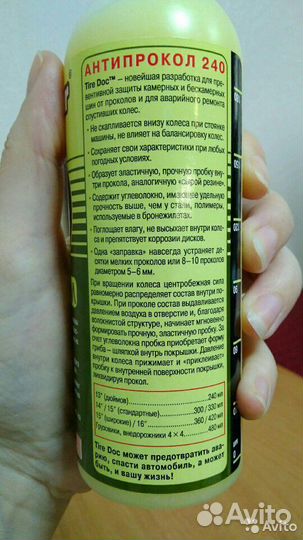 АНТИПРОКОЛ 240
Tire Doc™ – новейшая разработка для пре-
вентивной защиты камерных и бескамерных
шин от проколов и для аварийного ремонта
спустивших колес.
- Не скапливается внизу колеса при стоянке
машины, не влияет на балансировку колес.
- Сохраняет свои характеристики при любых
погодных условиях.
- Образует эластичную, прочную пробку вну-
три прокола, аналогичную «сырой резине».
- Содержит углеволокно, имеющее удельную
прочность выше, чем у стали, полимеры,
используемые в бронежилетах.
- Поглощает влагу, не высыхает внутри коле-
са и препятствует коррозии дисков.
- Одна «заправка» навсегда устраняет де-
сятки мелких проколов или 8–10 проколов
диаметром 5–6 мм.
При вращении колеса центробежная сила
равномерно распределяет состав внутри по-
крышки. При проколе состав выдавливается
давлением воздуха в отверстие и, благодаря
волокнистой структуре, начинает мгновенно
формировать прочную, эластичную пробку. За
счет углеволокна пробка приобретает форму
гриба – шляпкой внутрь покрышки. Давление
внутри колеса прижимает и «приклеивает»
пробку к внутренней поверхности покрышки,
ликвидируя прокол.
13" (дюймов) 240 мл
14" / 15" (стандартные) 300 / 330 мл
15" (широкие) / 16" 360 / 420 мл
Грузовики, внедорожники 4 × 4 480 мл
Tire Doc может предотвратить ава-
рию, спасти автомобиль, а может
быть, и вашу жизнь!
Avito